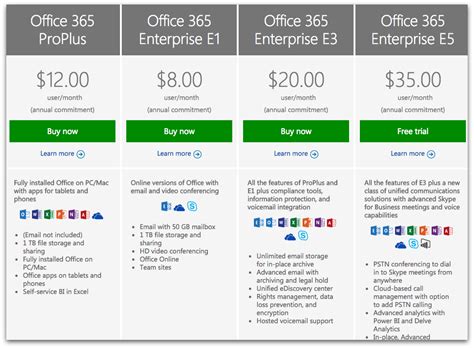 Office 365
ProPlus
$12.00
user/month
(annual commitment)
Buy now
Learn more
Fully installed Office on PC/Mac
with apps for tablets and
phones
(Email not included)
1 TB file storage and
sharing
Fully installed Office on
PC/Mac
Office apps on tablets and
phones
Self-service BI in Excel
Office 365
Enterprise E1
$8.00
user/month
(annual commitment)
Buy now
Learn more
Online versions of Office with
email and video conferencing
Email with 50 GB mailbox
1 TB file storage and
sharing
HD video conferencing
Office Online
Team sites
Office 365
Enterprise E3
$20.00
user/month
(annual commitment)
Buy now
Learn more
All the features of ProPlus and
E1 plus compliance tools,
information protection, and
voicemail integration
Unlimited email storage
for in-place archive
Advanced email with
archiving and legal hold
Unified eDiscovery center
Rights management, data
loss prevention, and
encryption
Hosted voicemail support
Office 365
Enterprise E5
$35.00
user/month
(annual commitment)
Free trial
Learn more
All the features of E3 plus a new
class of unified communications
solutions with advanced Skype
for Business meetings and voice
capabilities
PSTN conferencing to dial
in to Skype meetings from
anywhere
Cloud-based call
management with option
to add PSTN calling
Advanced analytics with
Power BI and Delve
Analytics